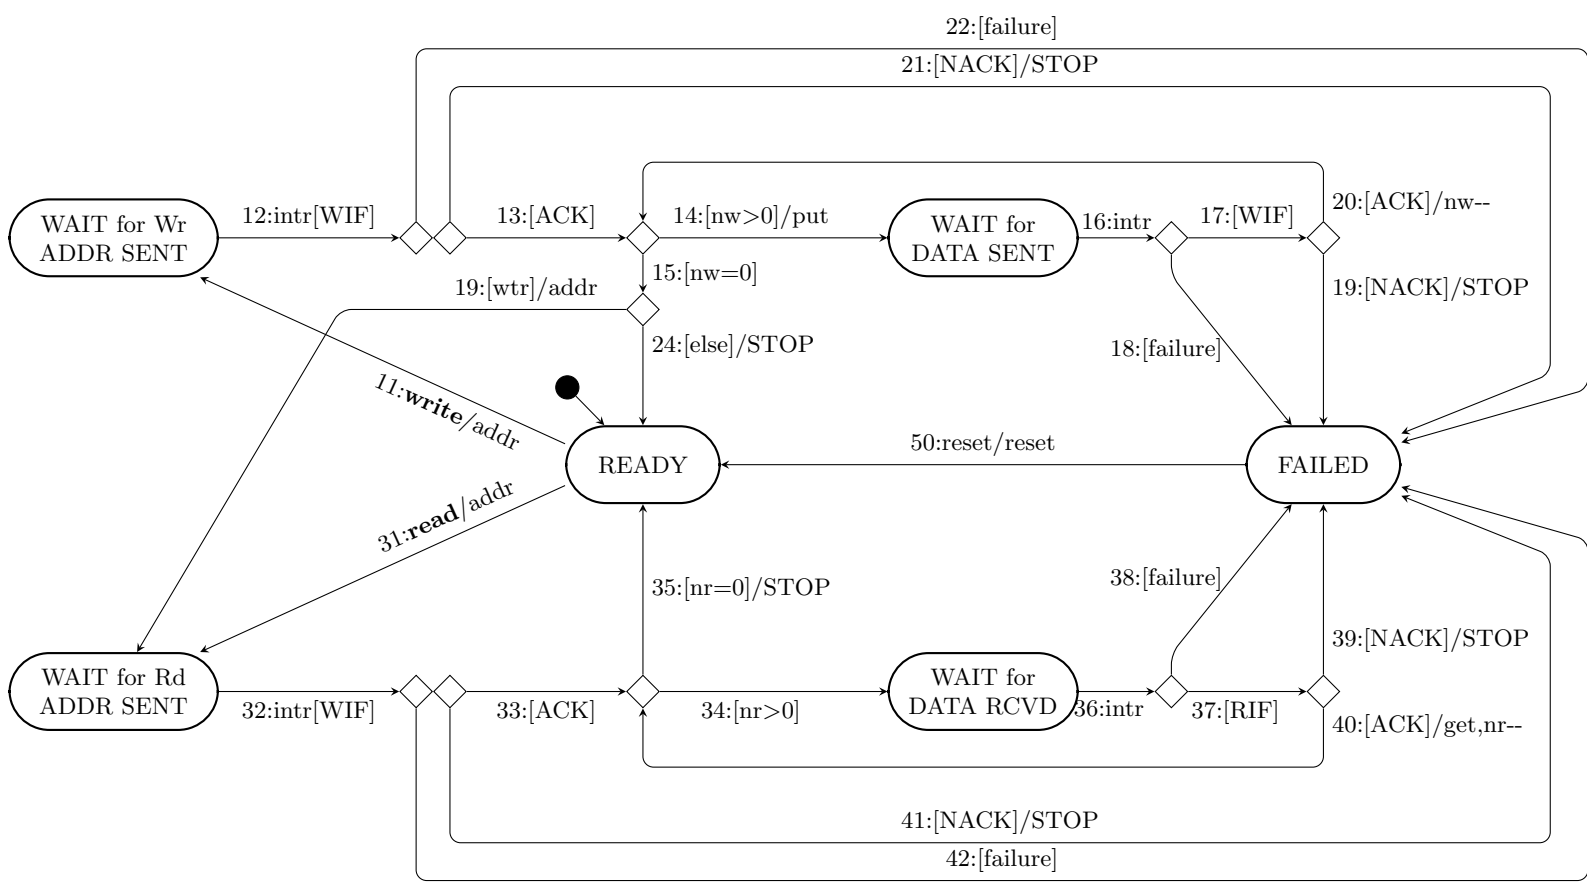 22:[failure]
21:[NACK]/STOP
WAIT for Wr
ADDR SENT
12:intr[WIF]
13:[ACK]
14:[nw>0]/put
WAIT for
DATA SENT
16:intr
17:[WIF]
20:[ACK]/nw--
15:[nw=0]
19:[wtr]/addr
19:[NACK]/STOP
24:[else]/STOP
18:[failure]
11:write/addr
READY
50:reset/reset
FAILED
31:read/addr
35:[nr=0]/STOP
38:[failure]
39:[NACK]/STOP
WAIT for Rd
ADDR SENT
32:intr[WIF]
33:[ACK]
34:[nr>0]
WAIT for
DATA RCVD
36:intr
37:[RIF]
40:[ACK]/get,nr--
41:[NACK]/STOP
42:[failure]